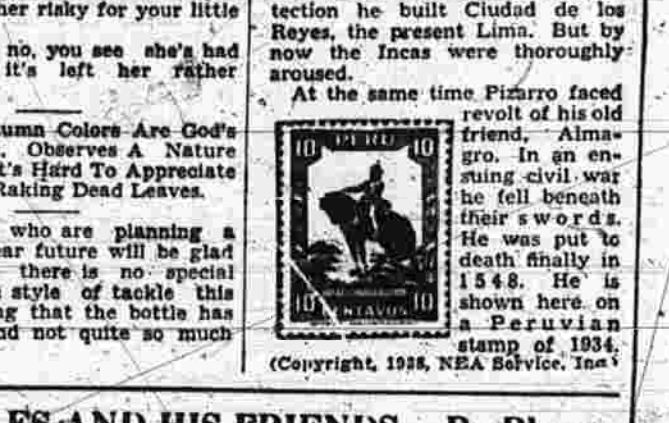 her risky for your little
no, you see she's had
it's left her rather
tumn Colors Are God's
Observes A Nature
t's Hard To Appreciate
Raking Dead Leaves.
who are planning a
ear future will be glad
there is no special
style of tackle this
ng that the bottle has
nd not quite so much
tection he built Ciudad de los
Reyes, the present Lima. But by
now the Incas were thoroughly
aroused.
At the same time Pizarro faced
revolt of his old
friend, Alma-
gro. In an en-
suing civil war
he fell beneath
their swords.
He was put to
death finally in
1548. He is
shown here on
a Peruvian
stamp of 1934.
PERU
10 10
10 CENTAVOS 10
(Copyright, 1938, NEA Service, Inc.)
ES AND HIS FRIENDS